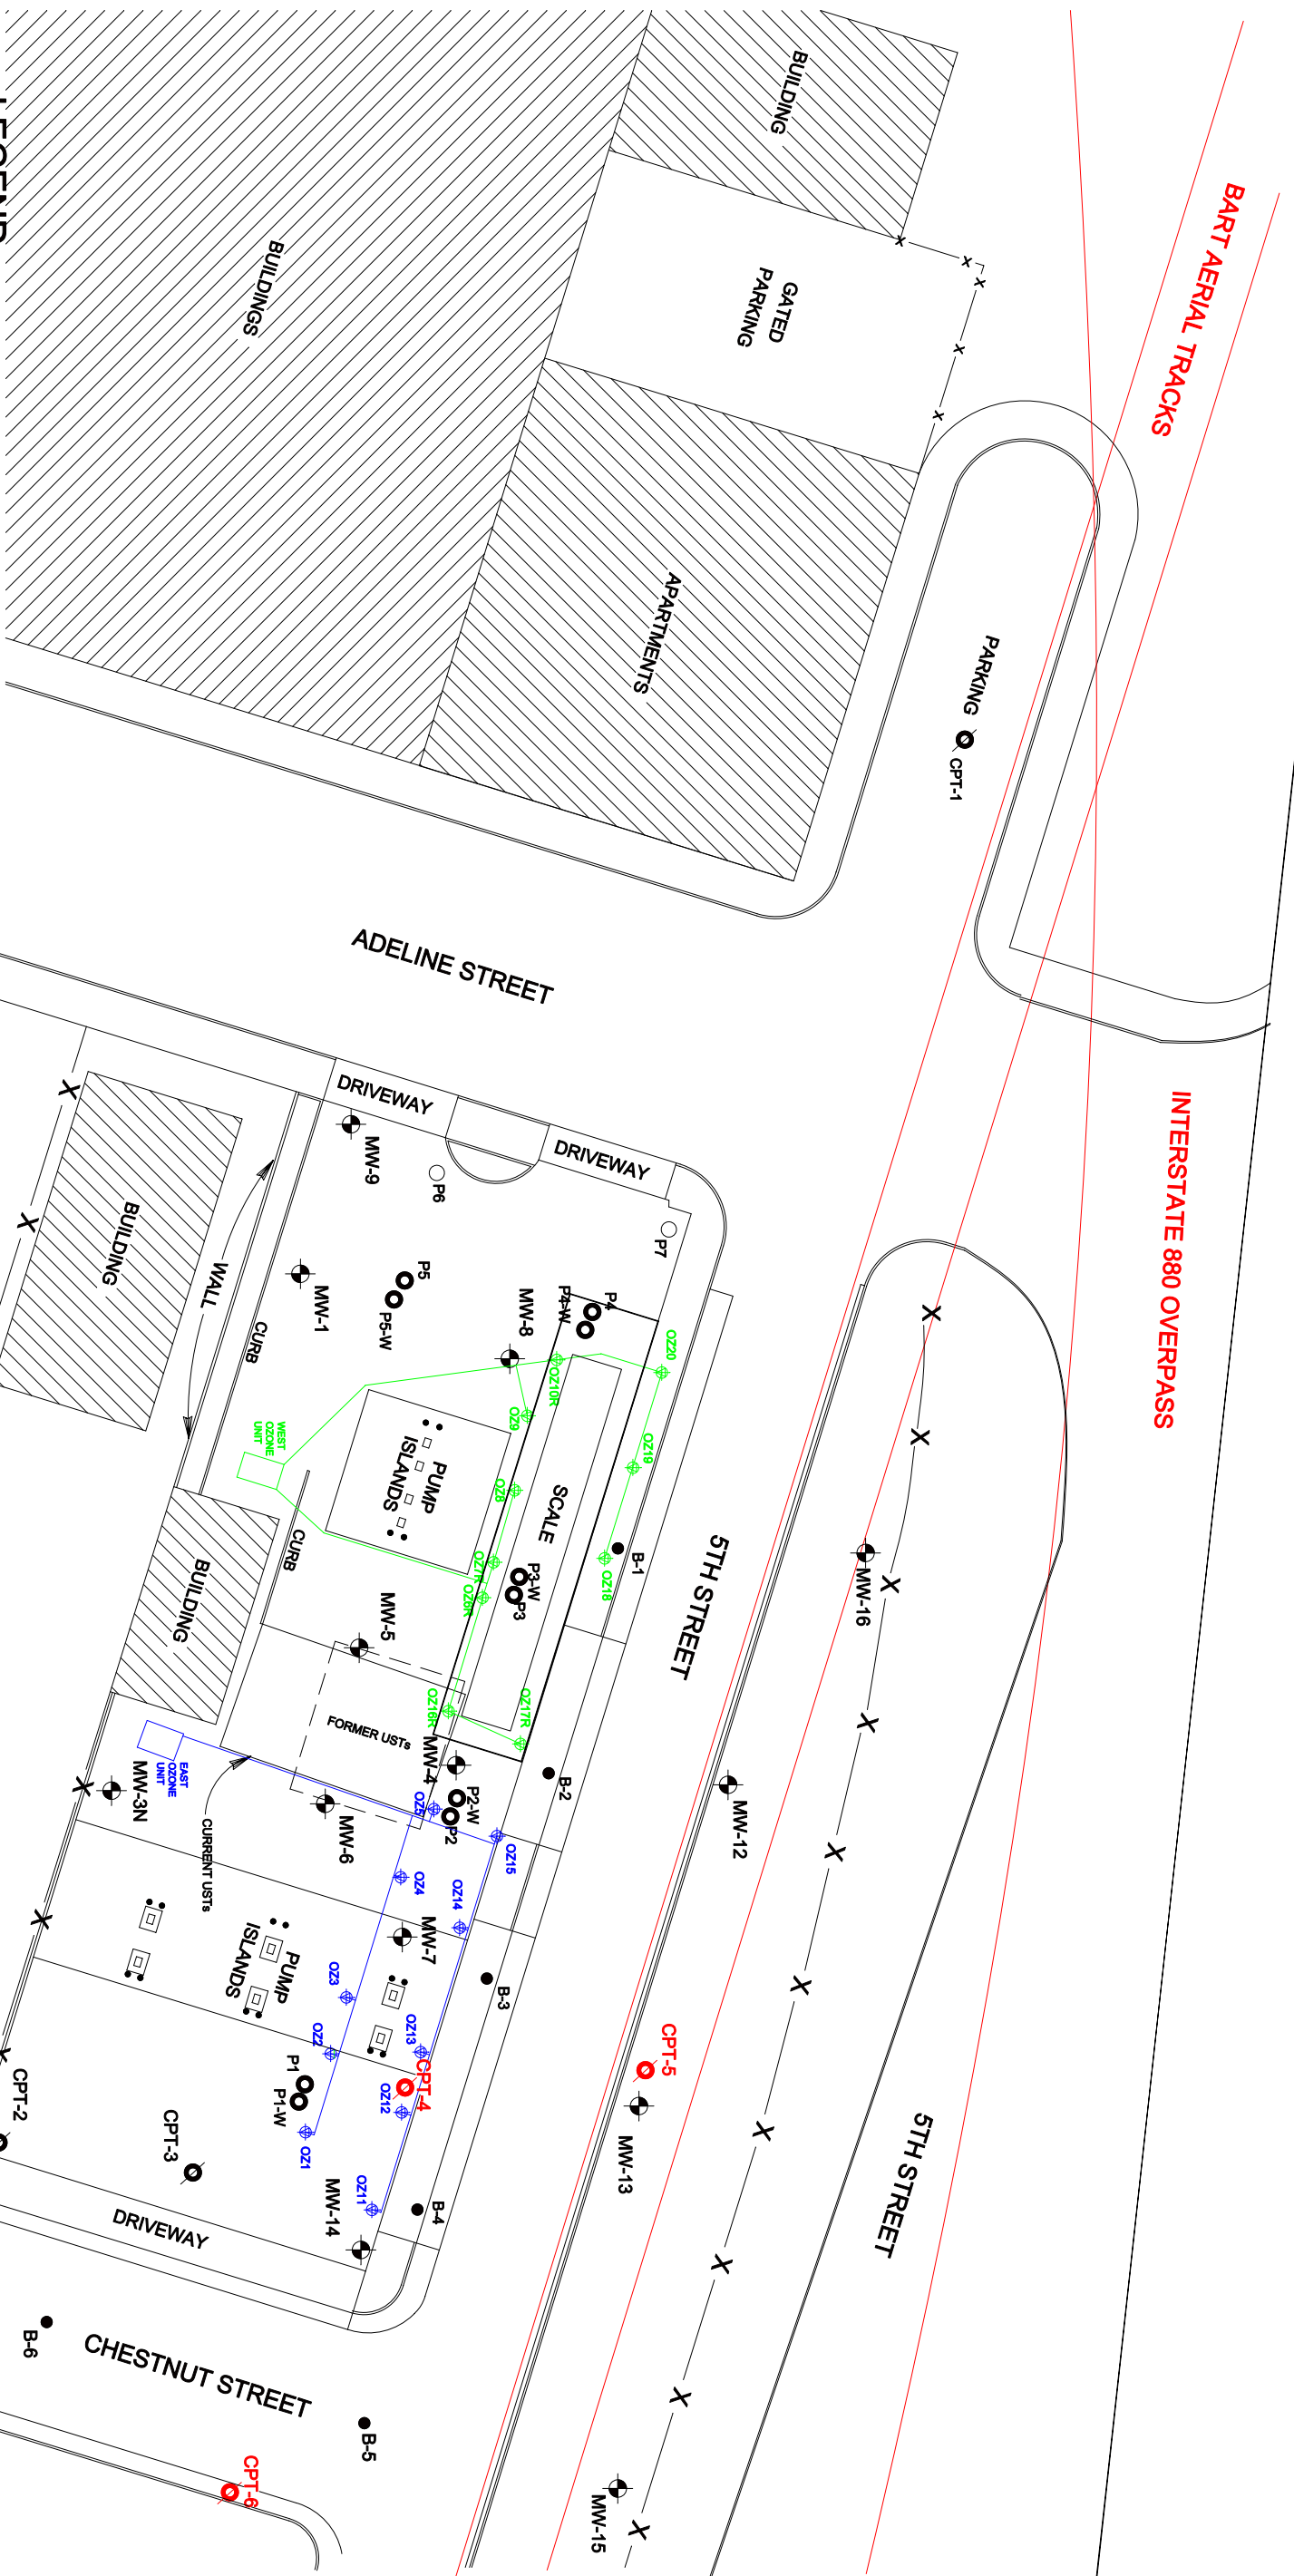 BART AERIAL TRACKS
BUILDING
GATED
PARKING
BUILDINGS
APARTMENTS
PARKING
CPT-1
ADELINE STREET
INTERSTATE 880 OVERPASS
DRIVEWAY
DRIVEWAY
MW-9
P6
P7
BUILDING
WALL
CURB
MW-1
P5
P5-W
MW-8
P4-W
P4
OZ20
OZ10R
OZ9
OZ19
OZ8
SCALE
WEST
OZONE
UNIT
PUMP
ISLANDS
OZ7R
OZ6R
P3-W
P3
OZ18
B-1
5TH STREET
MW-16
CURB
BUILDING
MW-5
FORMER USTs
OZ16R
OZ17R
MW-4
B-2
MW-12
EAST
OZONE
UNIT
MW-3N
CURRENT USTs
MW-6
OZ5
P2-W
P2
OZ15
OZ4
OZ14
MW-7
B-3
PUMP
ISLANDS
OZ3
OZ2
OZ13
CPT-4
CPT-5
MW-13
P1
P1-W
OZ12
OZ1
OZ11
MW-14
B-4
5TH STREET
CPT-2
CPT-3
DRIVEWAY
B-6
CHESTNUT STREET
B-5
CPT-6
MW-15